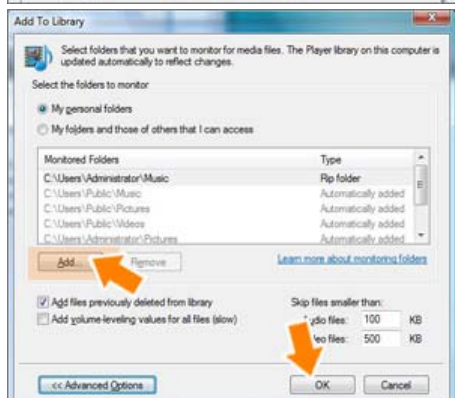 Add To Library
Select folders that you want to monitor for media files. The Player library on this computer is
updated automatically to reflect changes.
Select the folders to monitor
My personal folders
My folders and those of others that I can access
Monitored Folders Type
C:\Users\Administrator\Music Rip folder
C:\Users\Public\Music Automatically added
C:\Users\Public\Pictures Automatically added
C:\Users\Public\Videos Automatically added
C:\Users\Administrator\Pictures Automatically added
Add... Remove Learn more about monitoring folders
Add files previously deleted from library Skip files smaller than:
Add volume-leveling values for all files (slow) files: 100 KB
files: 500 KB
<< Advanced Options OK Cancel